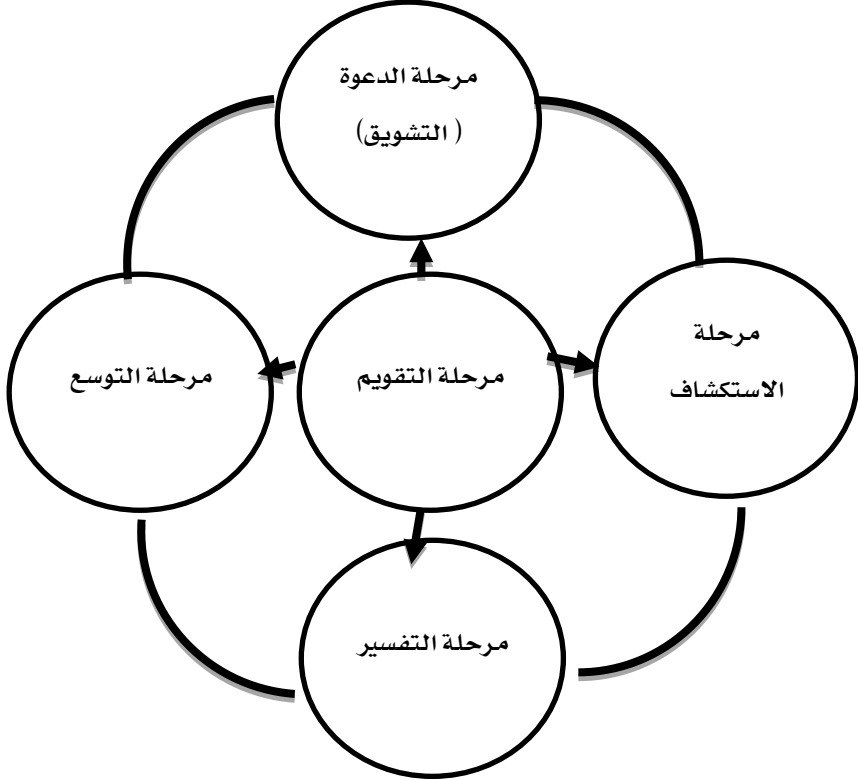 مرحلة الدعوة
( التشويق)
مرحلة
الاستكشاف
مرحلة التقويم
مرحلة التوسع
مرحلة التفسير